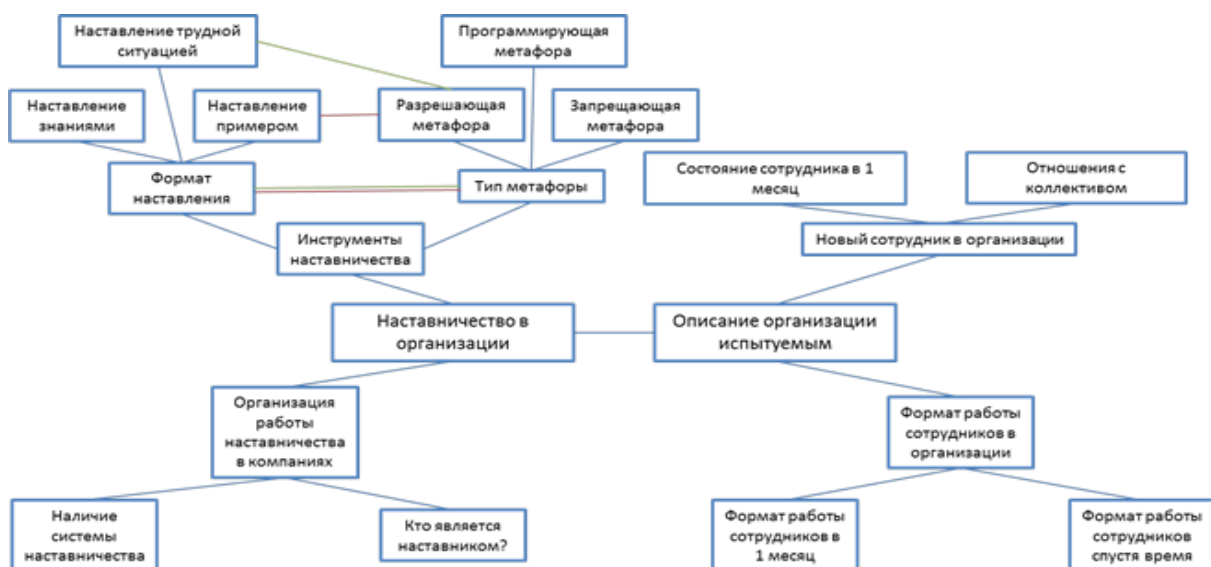 Наставление трудной
ситуацией
Программирующая
метафора
Наставление
знаниями
Наставление
примером
Разрешающая
метафора
Запрещающая
метафора
Состояние сотрудника в 1
месяц
Отношения с
коллективом
Формат
наставления
Тип метафоры
Инструменты
наставничества
Новый сотрудник в организации
Наставничество в
организации
Описание организации
испытуемым
Организация
работы
наставничества
в компаниях
Формат работы
сотрудников в
организации
Наличие
системы
наставничества
Кто является
наставником?
Формат работы
сотрудников в
1 месяц
Формат работы
сотрудников
спустя время